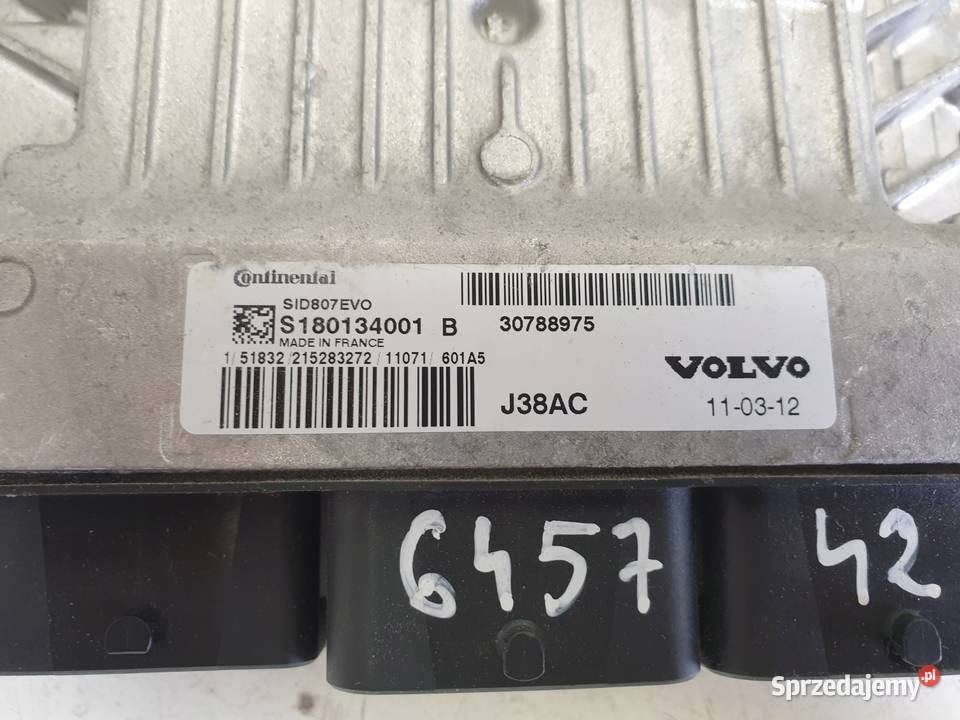 Continental
SID807EVO
S180134001 B
MADE IN FRANCE
1/ 51832 /215283272 / 11071/ 601A5
30788975
VOLVO
J38AC
11-03-12
6457
42
Sprzedajemy.pl